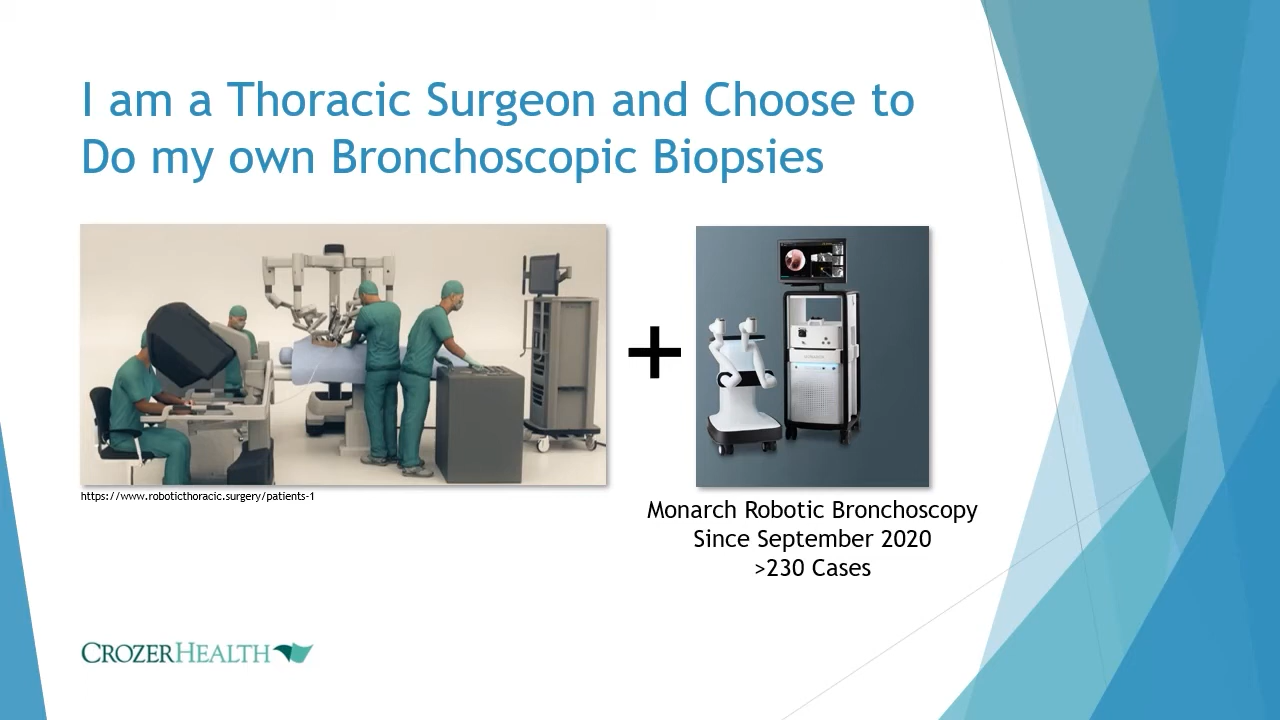 I am a Thoracic Surgeon and Choose to
Do my own Bronchoscopic Biopsies
https://www.roboticthoracic.surgery/patients-1
Monarch Robotic Bronchoscopy
Since September 2020
>230 Cases
CROZERHEALTH